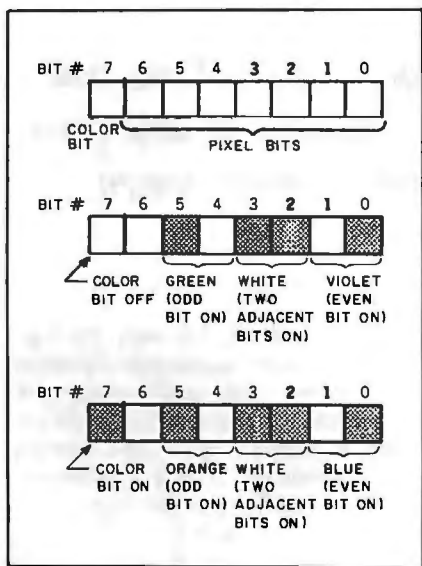 BIT # 7 6 5 4 3 2 1 0
COLOR BIT
PIXEL BITS
BIT # 7 6 5 4 3 2 1 0
COLOR BIT OFF
GREEN (ODD BIT ON)
WHITE (TWO ADJACENT BITS ON)
VIOLET (EVEN BIT ON)
BIT # 7 6 5 4 3 2 1 0
COLOR BIT ON
ORANGE (ODD BIT ON)
WHITE (TWO ADJACENT BITS ON)
BLUE (EVEN BIT ON)